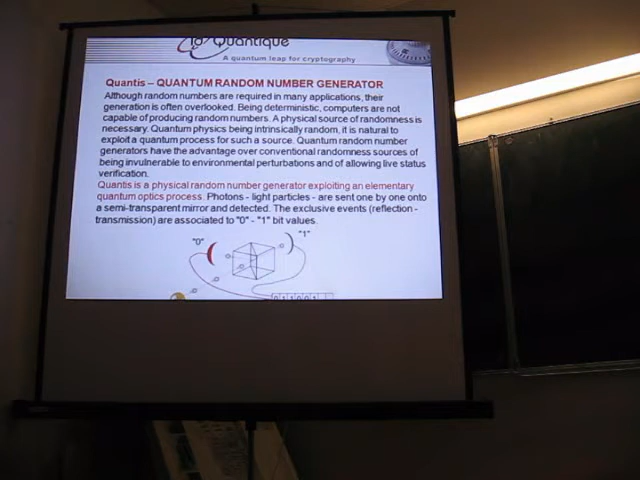 id Quantique
A quantum leap for cryptography
Quantis – QUANTUM RANDOM NUMBER GENERATOR
Although random numbers are required in many applications, their
generation is often overlooked. Being deterministic, computers are not
capable of producing random numbers. A physical source of randomness is
necessary. Quantum physics being intrinsically random, it is natural to
exploit a quantum process for such a source. Quantum random number
generators have the advantage over conventional randomness sources of
being invulnerable to environmental perturbations and of allowing live status
verification.
Quantis is a physical random number generator exploiting an elementary
quantum optics process. Photons - light particles - are sent one by one onto
a semi-transparent mirror and detected. The exclusive events (reflection -
transmission) are associated to "0" - "1" bit values.
"0"
"1"